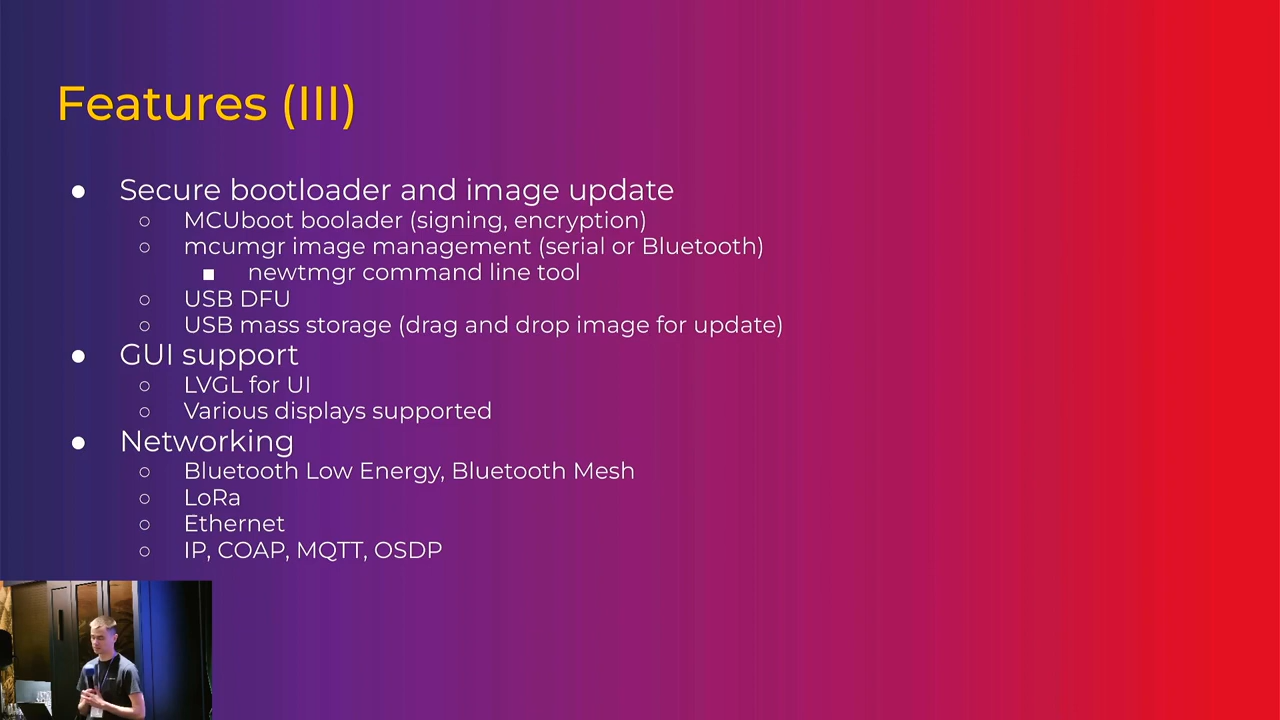 Features (III)
● Secure bootloader and image update
○ MCUboot boolader (signing, encryption)
○ mcumgr image management (serial or Bluetooth)
■ newtmgr command line tool
○ USB DFU
○ USB mass storage (drag and drop image for update)
● GUI support
○ LVGL for UI
○ Various displays supported
● Networking
○ Bluetooth Low Energy, Bluetooth Mesh
○ LoRa
○ Ethernet
○ IP, COAP, MQTT, OSDP